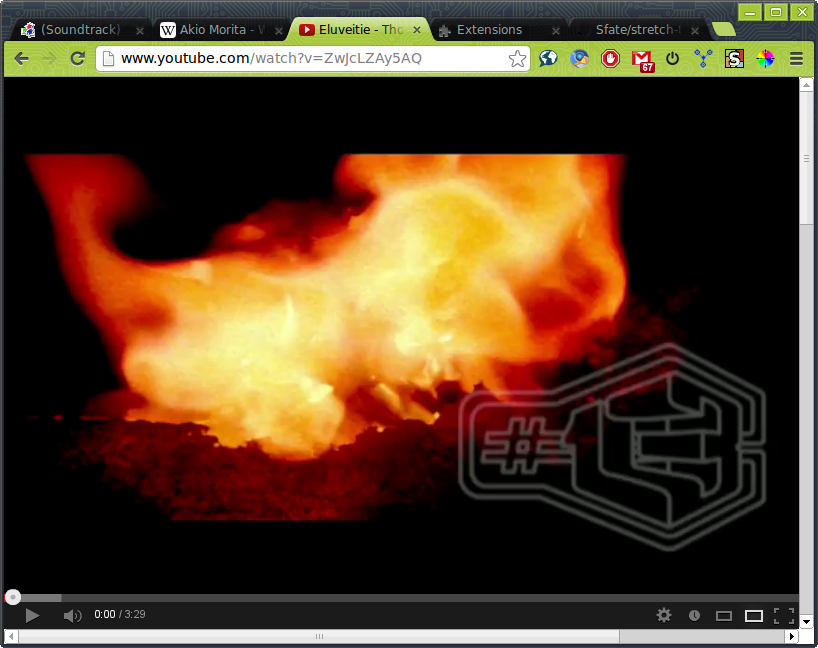 (Soundtrack)
Akio Morita - W
Eluveitie - Tho
Extensions
Sfate/stretch-
www.youtube.com/watch?v=ZwJcLZAy5AQ
67
S
#
0:00 / 3:29